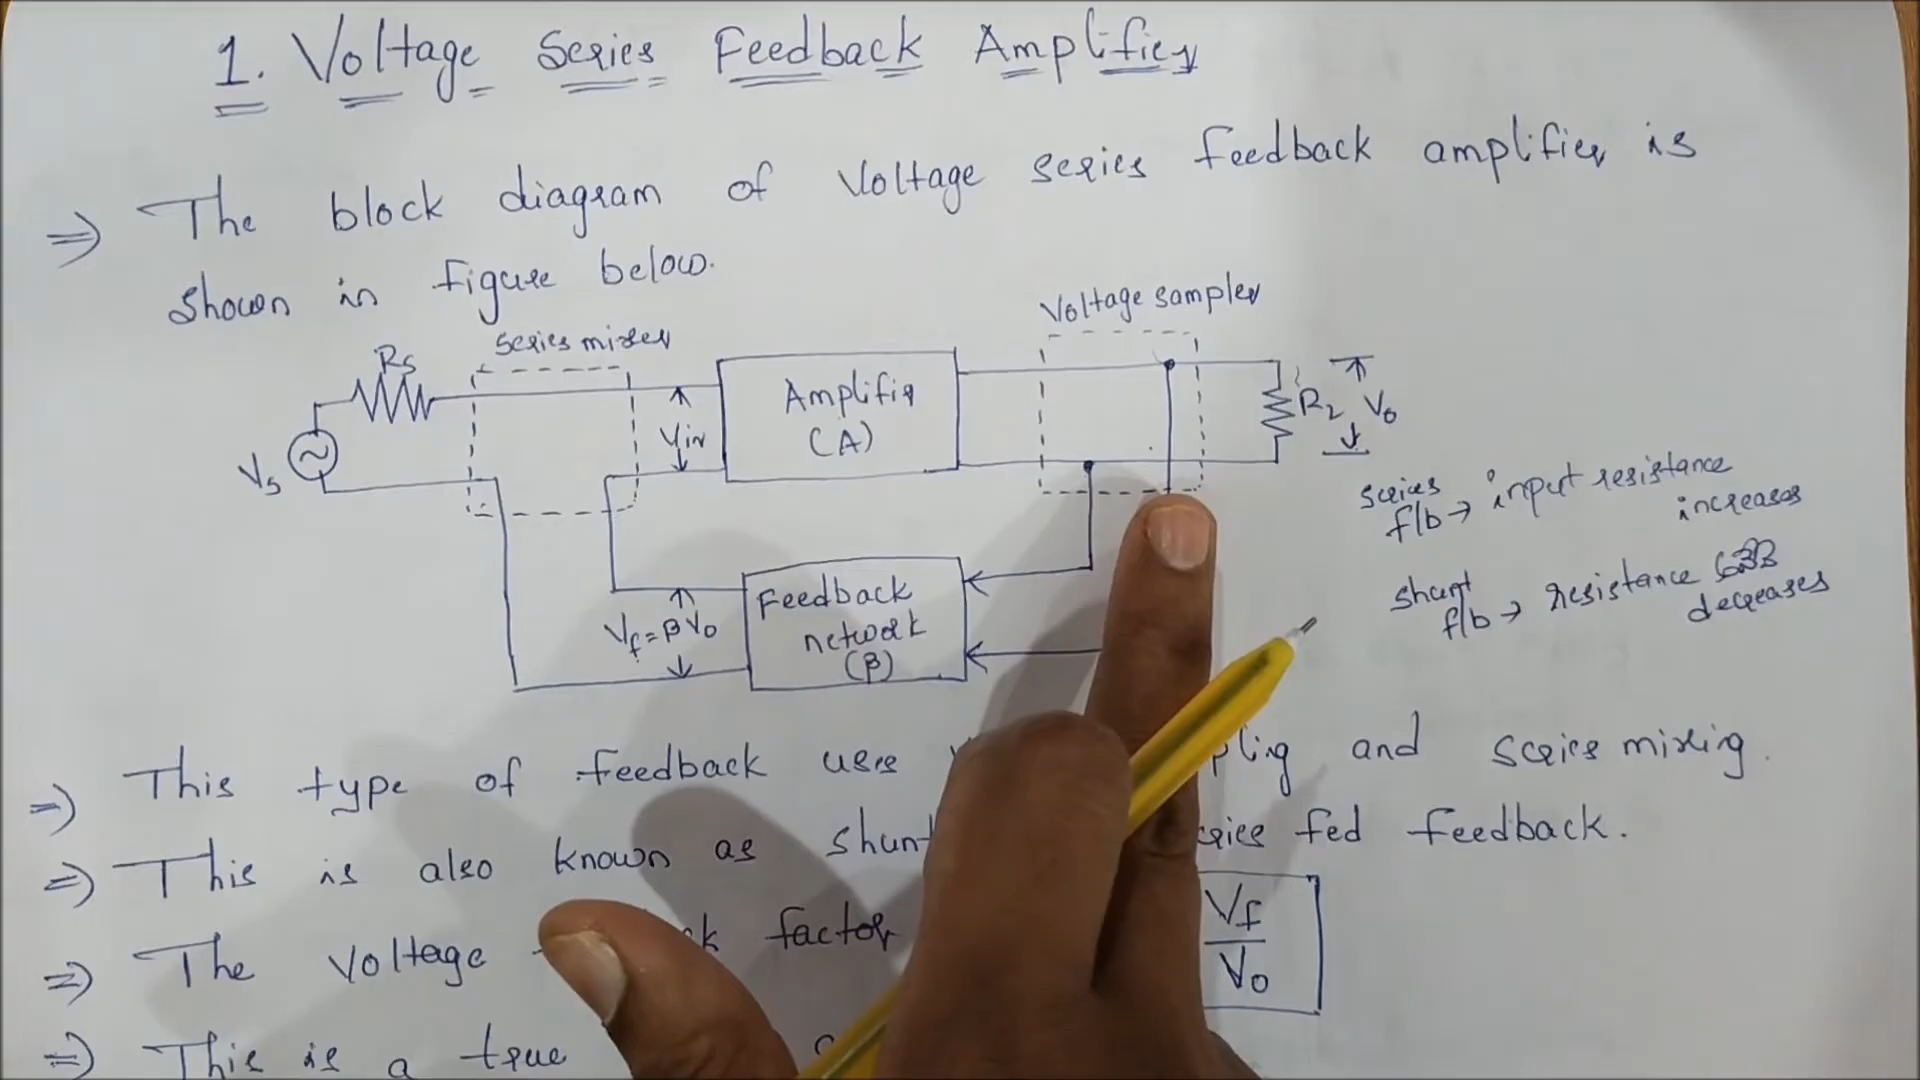 1. Voltage Series Feedback Amplifier
⇒ The block diagram of Voltage series feedback amplifier is
shown in figure below.
Voltage sampler
Series mixer
Rs
Amplifier
(A)
Vin
RL
Vo
Vs
series
f/b → input resistance
increases
shunt
f/b → resistance
decreases
Feedback
network
(β)
Vf = βVo
⇒ This type of feedback uses and series mixing.
⇒ This is also known as shunt fed feedback.
⇒ The Voltage factor Vf
Vo
⇒ This is a true